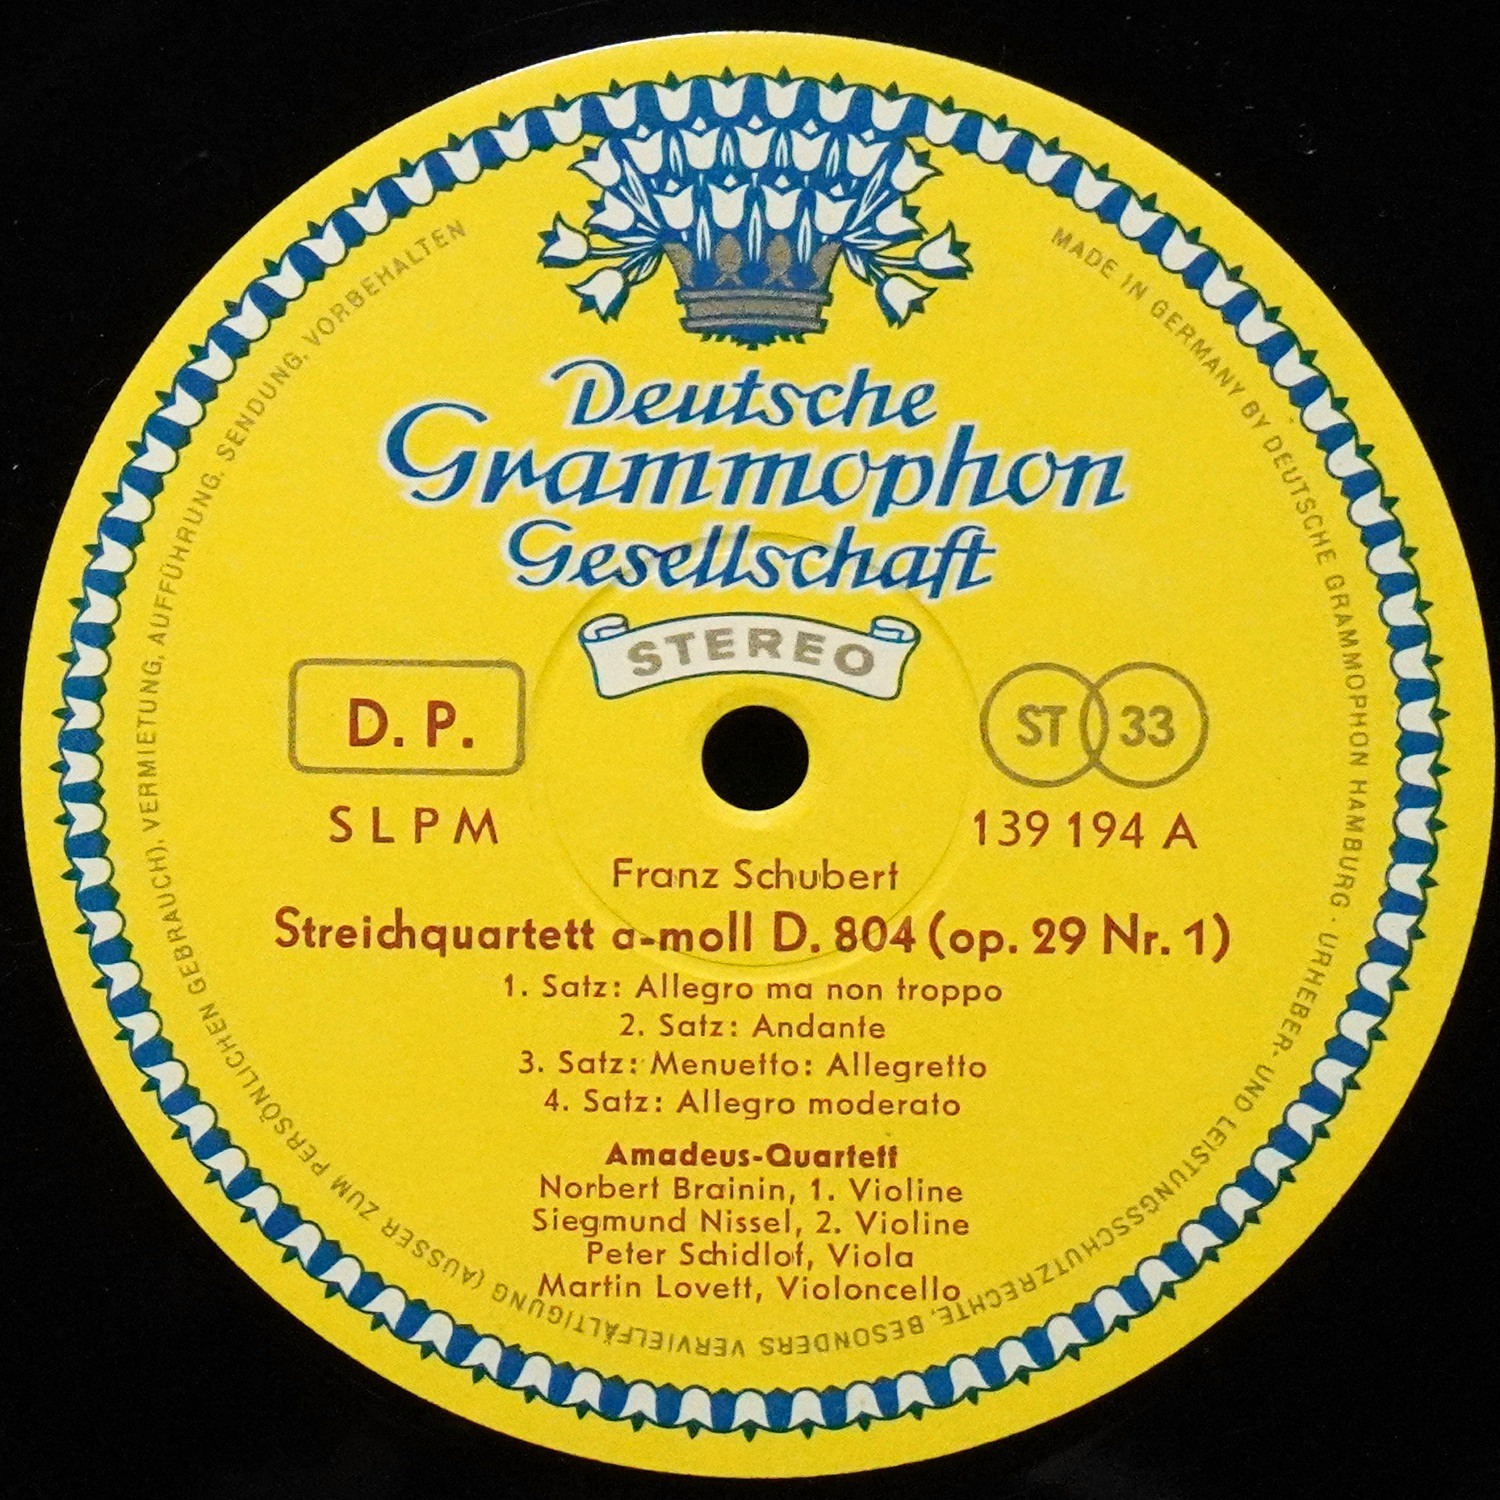 Deutsche
Grammophon
Gesellschaft
STEREO
D. P.
ST 33
SLPM
139 194 A
Franz Schubert
Streichquartett a-moll D. 804 (op. 29 Nr. 1)
1. Satz: Allegro ma non troppo
2. Satz: Andante
3. Satz: Menuetto: Allegretto
4. Satz: Allegro moderato
Amadeus-Quartett
Norbert Brainin, 1. Violine
Siegmund Nissel, 2. Violine
Peter Schidlof, Viola
Martin Lovett, Violoncello
MADE IN GERMANY BY DEUTSCHE GRAMMOPHON HAMBURG · URHEBER- UND LEISTUNGSSCHUTZRECHTE, BESONDERS VERVIELFÄLTIGUNG (AUSSER ZUM PERSÖNLICHEN GEBRAUCH), VERMIETUNG, AUFFÜHRUNG, SENDUNG, VORBEHALTEN